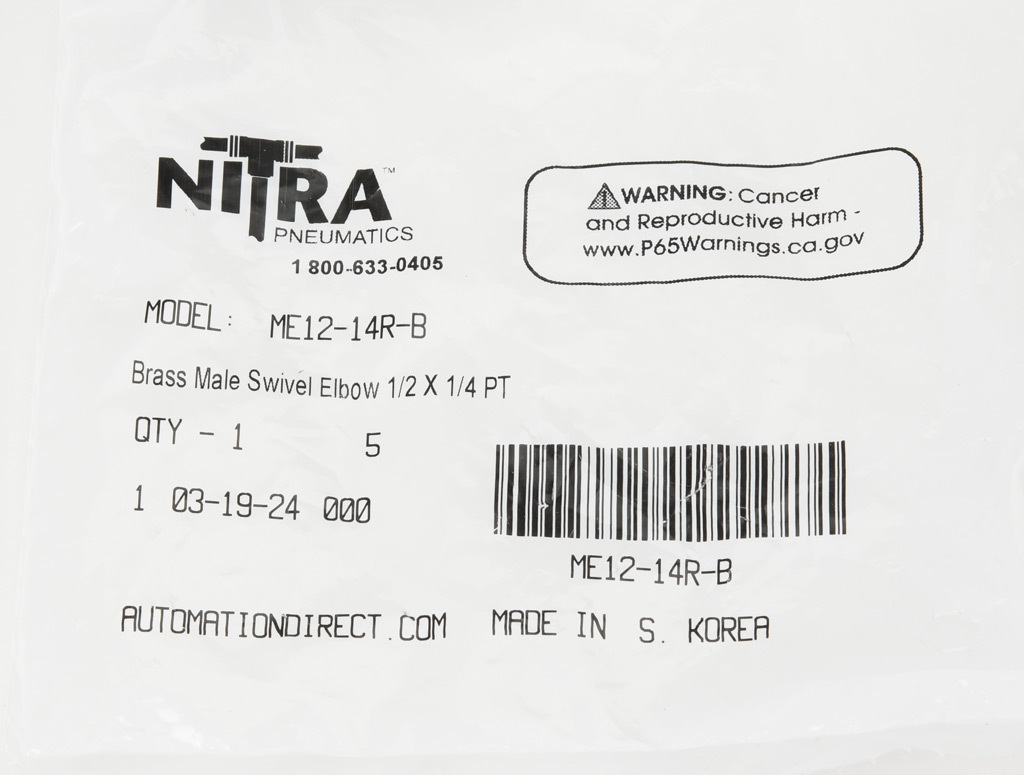 NITRA™
PNEUMATICS
1 800-633-0405
WARNING: Cancer
and Reproductive Harm -
www.P65Warnings.ca.gov
MODEL: ME12-14R-B
Brass Male Swivel Elbow 1/2 X 1/4 PT
QTY - 1 5
1 03-19-24 000
ME12-14R-B
AUTOMATIONDIRECT.COM MADE IN S. KOREA